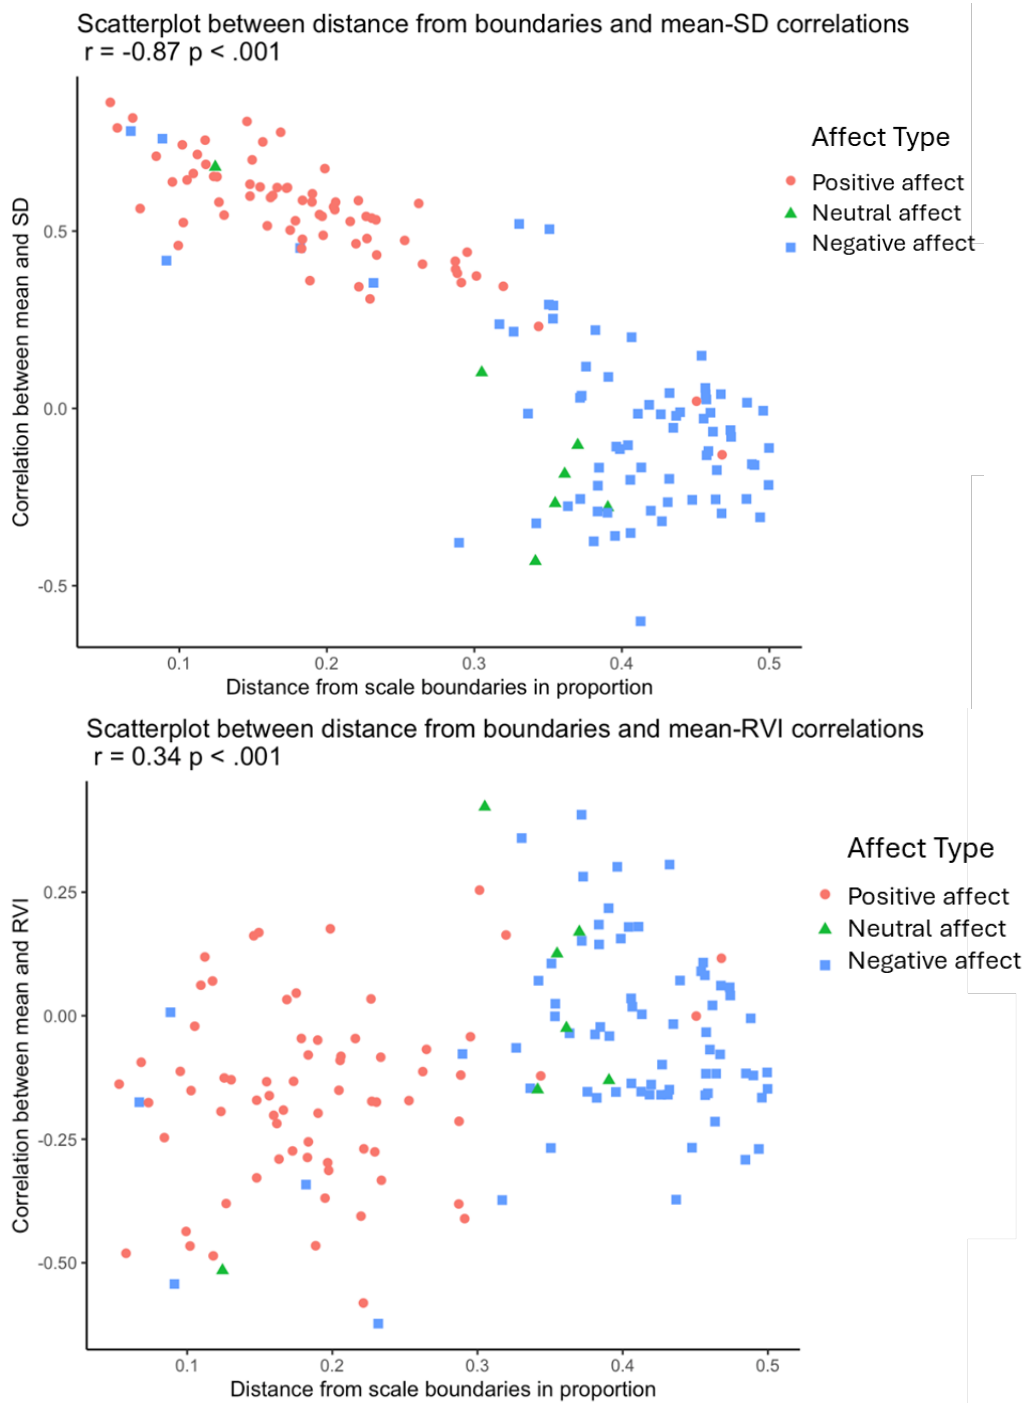 Scatterplot between distance from boundaries and mean-SD correlations
r = -0.87 p < .001
Affect Type
Positive affect
Neutral affect
Negative affect
Correlation between mean and SD
0.5
0.0
-0.5
0.1 0.2 0.3 0.4 0.5
Distance from scale boundaries in proportion
Scatterplot between distance from boundaries and mean-RVI correlations
r = 0.34 p < .001
Affect Type
Positive affect
Neutral affect
Negative affect
Correlation between mean and RVI
0.25
0.00
-0.25
-0.50
0.1 0.2 0.3 0.4 0.5
Distance from scale boundaries in proportion